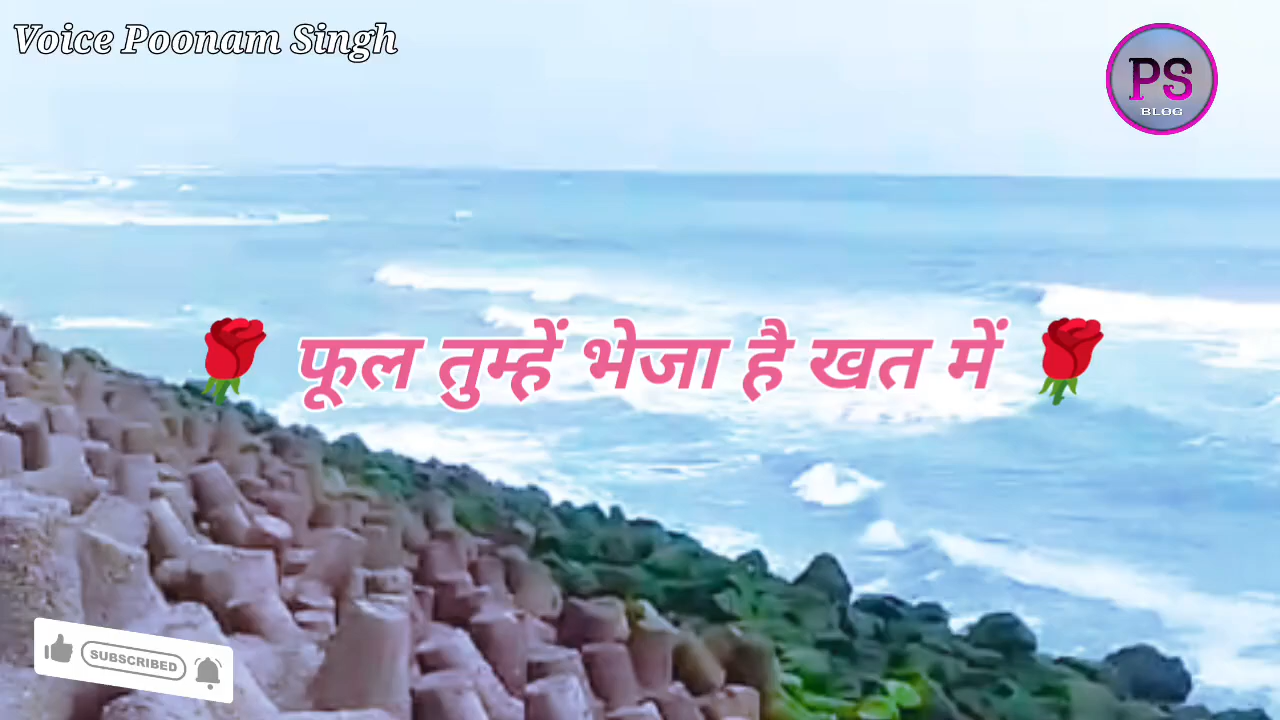 Voice Poonam Singh
PS
BLOG
फूल तुम्हें भेजा है खत में
SUBSCRIBED